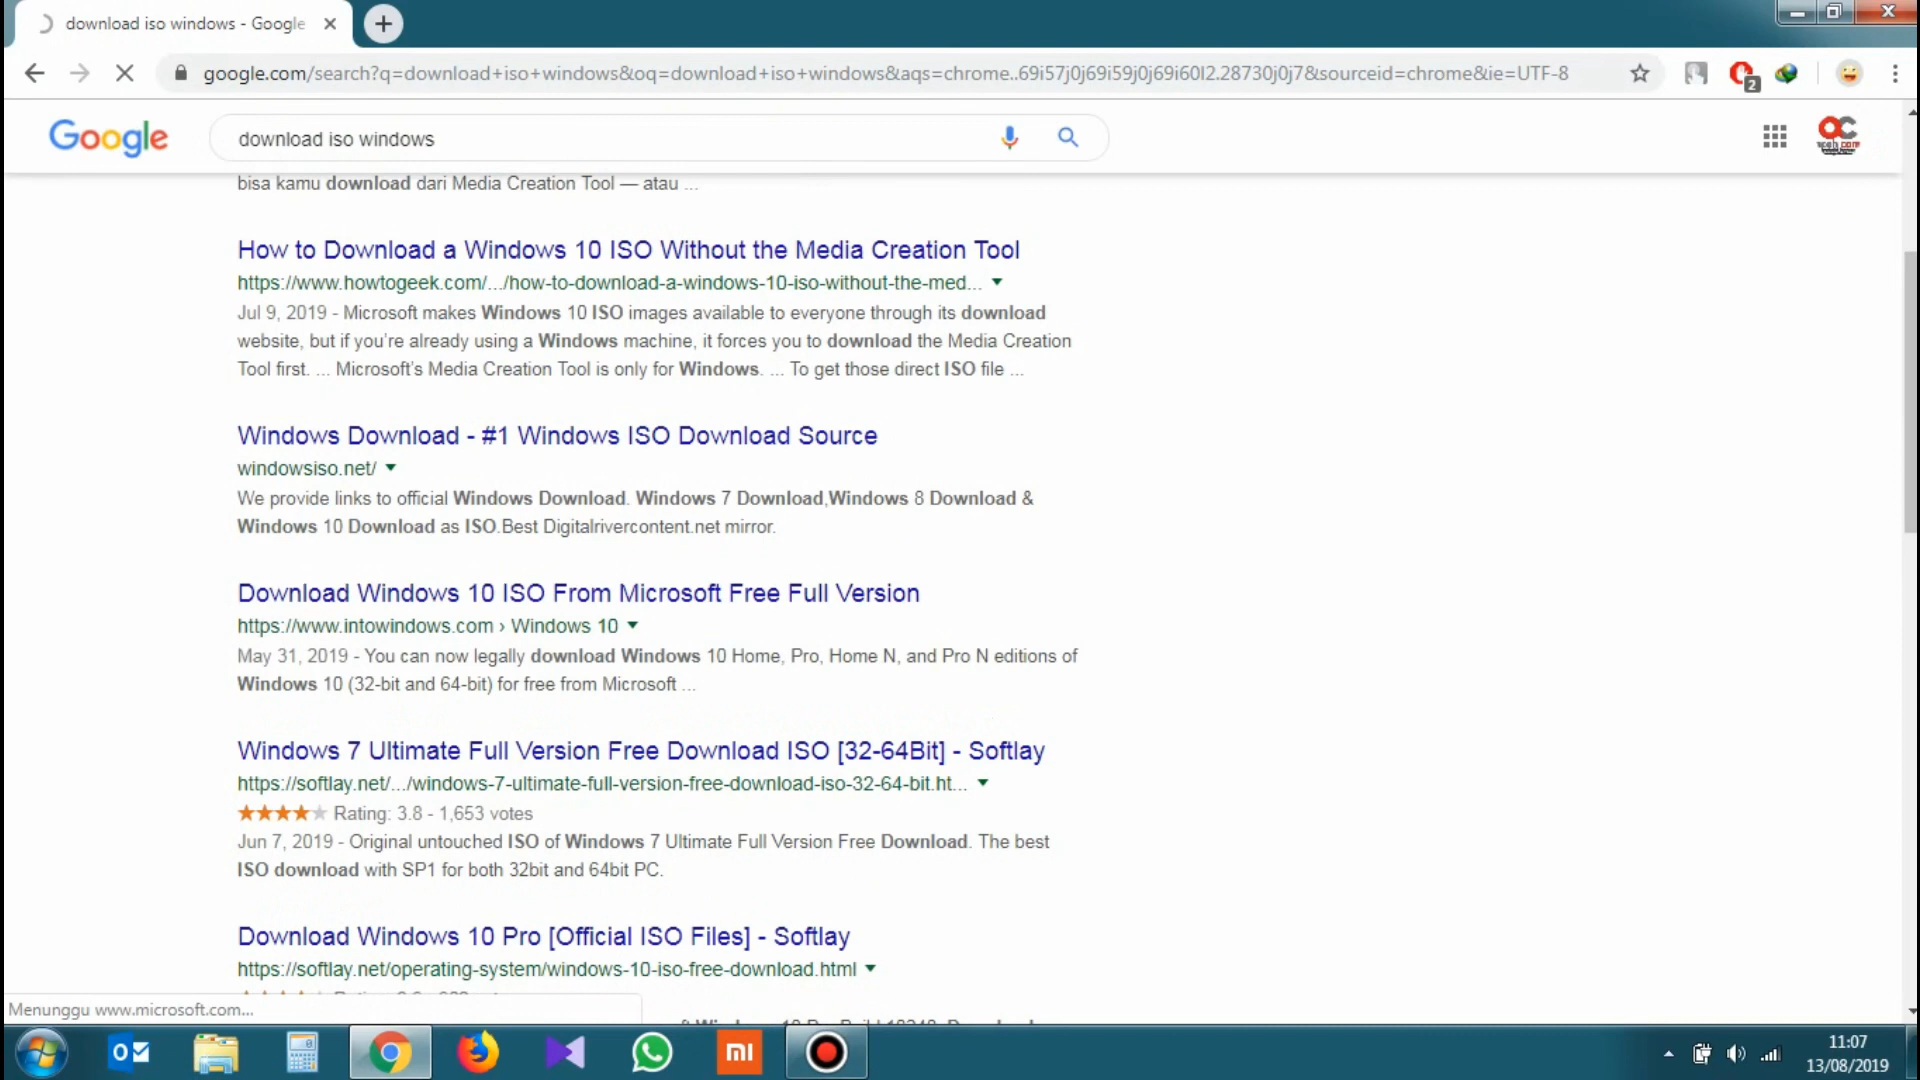 download iso windows - Google
google.com/search?q=download+iso+windows&oq=download+iso+windows&aqs=chrome..69i57j0j69i59j0j69i60l2.28730j0j7&sourceid=chrome&ie=UTF-8
2
Google
download iso windows
bisa kamu download dari Media Creation Tool — atau ...
How to Download a Windows 10 ISO Without the Media Creation Tool
https://www.howtogeek.com/.../how-to-download-a-windows-10-iso-without-the-med...
Jul 9, 2019 - Microsoft makes Windows 10 ISO images available to everyone through its download
website, but if you’re already using a Windows machine, it forces you to download the Media Creation
Tool first. ... Microsoft’s Media Creation Tool is only for Windows. ... To get those direct ISO file ...
Windows Download - #1 Windows ISO Download Source
windowsiso.net/
We provide links to official Windows Download. Windows 7 Download,Windows 8 Download &
Windows 10 Download as ISO.Best Digitalrivercontent.net mirror.
Download Windows 10 ISO From Microsoft Free Full Version
https://www.intowindows.com › Windows 10
May 31, 2019 - You can now legally download Windows 10 Home, Pro, Home N, and Pro N editions of
Windows 10 (32-bit and 64-bit) for free from Microsoft ...
Windows 7 Ultimate Full Version Free Download ISO [32-64Bit] - Softlay
https://softlay.net/.../windows-7-ultimate-full-version-free-download-iso-32-64-bit.ht...
Rating: 3.8 - 1,653 votes
Jun 7, 2019 - Original untouched ISO of Windows 7 Ultimate Full Version Free Download. The best
ISO download with SP1 for both 32bit and 64bit PC.
Download Windows 10 Pro [Official ISO Files] - Softlay
https://softlay.net/operating-system/windows-10-iso-free-download.html
Menunggu www.microsoft.com...
mi
11:07
13/08/2019